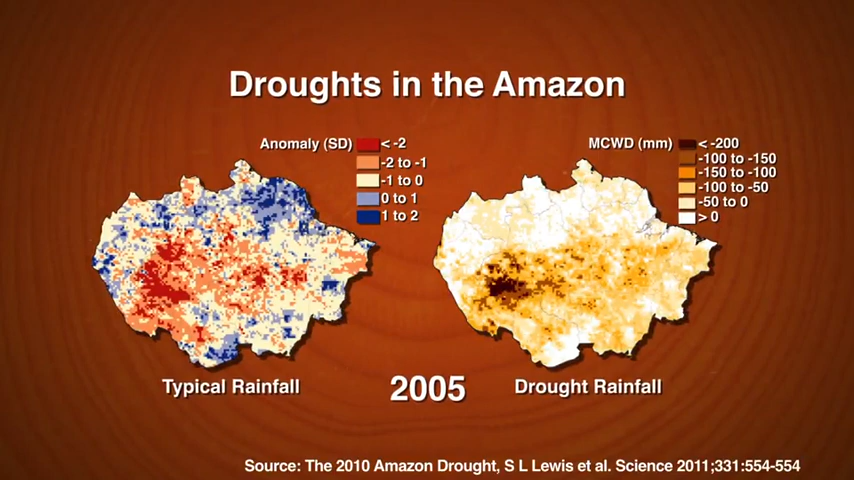 Droughts in the Amazon
Anomaly (SD)
< -2
-2 to -1
-1 to 0
0 to 1
1 to 2
MCWD (mm)
< -200
-100 to -150
-150 to -100
-100 to -50
-50 to 0
> 0
Typical Rainfall
2005
Drought Rainfall
Source: The 2010 Amazon Drought, S L Lewis et al. Science 2011;331:554-554